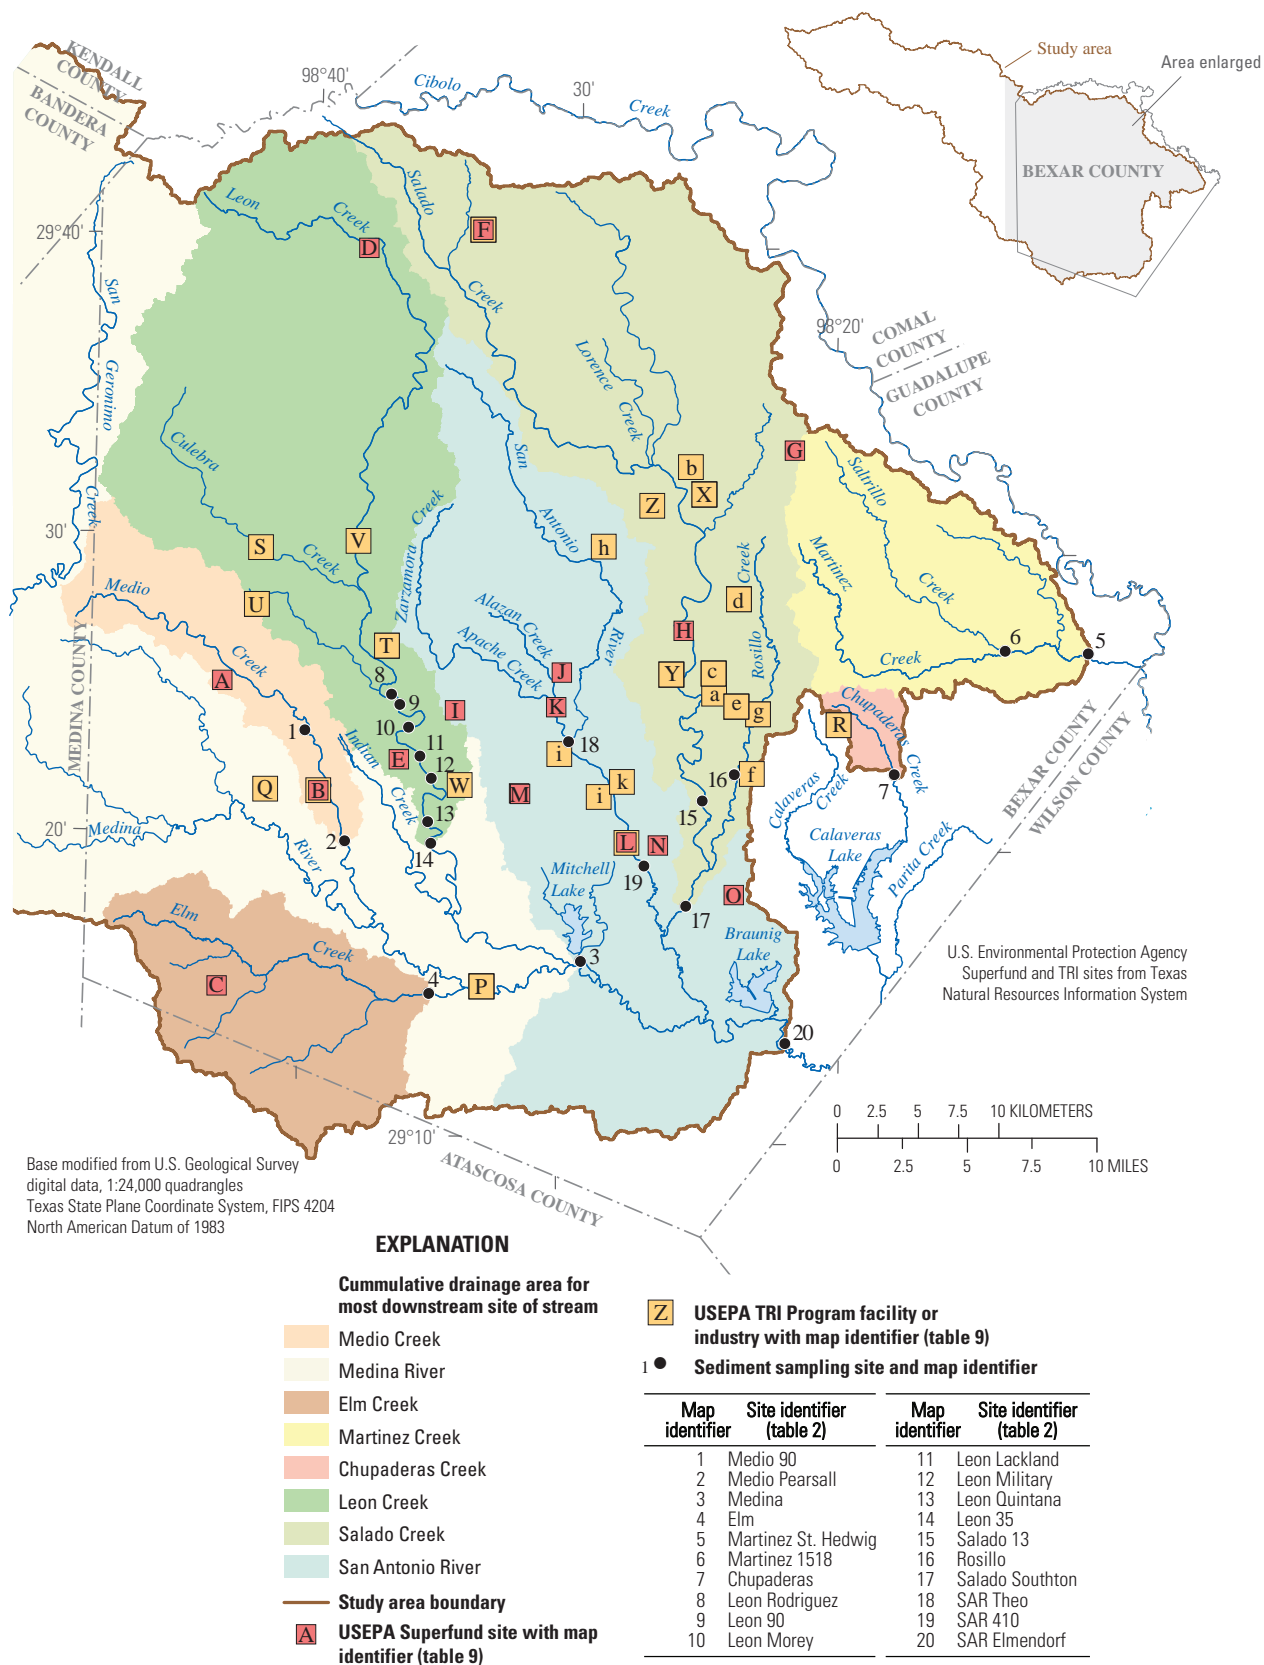 KENDALL
COUNTY
BANDERA
COUNTY
98°40'
Cibolo
30'
Creek
Study area
Area enlarged
BEXAR COUNTY
Leon
Creek
Salado
F
D
29°40'
San
Geronimo
Creek
Creek
98°20'
COMAL
COUNTY
GUADALUPE
COUNTY
Lorence
Creek
Culebra
San
Antonio
River
G
b
X
Z
Saltrillo
Creek
Creek
Zarzamora
30'
S
V
Creek
h
Martinez
Creek
Medio
Creek
U
Alazan Creek
Apache Creek
d
Creek
Rosillo
H
T
6
5
MEDINA COUNTY
A
8
9
J
K
Y
c
a
e
g
Chupaderas
Creek
R
I
1
10
11
18
i
E
Indian
Creek
12
W
M
k
i
16
f
7
BEXAR COUNTY
WILSON COUNTY
Q
B
13
15
Calaveras
Creek
20'
Medina
River
2
14
L
N
Calaveras
Lake
Parita Creek
Mitchell
Lake
19
O
17
Elm
Creek
Braunig
Lake
U.S. Environmental Protection Agency
Superfund and TRI sites from Texas
Natural Resources Information System
C
4
P
3
20
29°10'
ATASCOSA COUNTY
0 2.5 5 7.5 10 KILOMETERS
0 2.5 5 7.5 10 MILES
Base modified from U.S. Geological Survey
digital data, 1:24,000 quadrangles
Texas State Plane Coordinate System, FIPS 4204
North American Datum of 1983
EXPLANATION
Cummulative drainage area for
most downstream site of stream
Medio Creek
Medina River
Elm Creek
Martinez Creek
Chupaderas Creek
Leon Creek
Salado Creek
San Antonio River
Study area boundary
A USEPA Superfund site with map
identifier (table 9)
Z USEPA TRI Program facility or
industry with map identifier (table 9)
1 Sediment sampling site and map identifier
Map identifier Site identifier (table 2)
1 Medio 90
2 Medio Pearsall
3 Medina
4 Elm
5 Martinez St. Hedwig
6 Martinez 1518
7 Chupaderas
8 Leon Rodriguez
9 Leon 90
10 Leon Morey
Map identifier Site identifier (table 2)
11 Leon Lackland
12 Leon Military
13 Leon Quintana
14 Leon 35
15 Salado 13
16 Rosillo
17 Salado Southton
18 SAR Theo
19 SAR 410
20 SAR Elmendorf